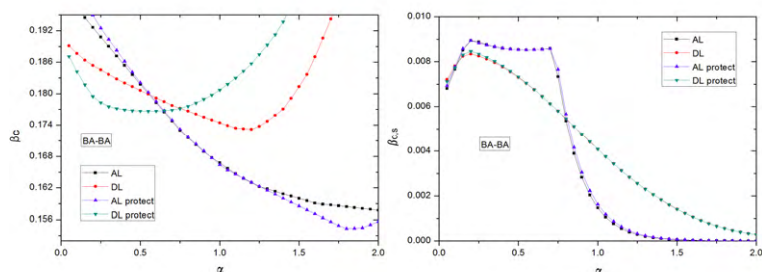 0.192
0.186
0.180
0.174
0.168
0.162
0.156
βc
BA-BA
AL
DL
AL protect
DL protect
0.0 0.5 1.0 1.5 2.0
α
0.010
0.008
0.006
0.004
0.002
0.000
βc,s
AL
DL
AL protect
DL protect
BA-BA
0.0 0.5 1.0 1.5 2.0
α